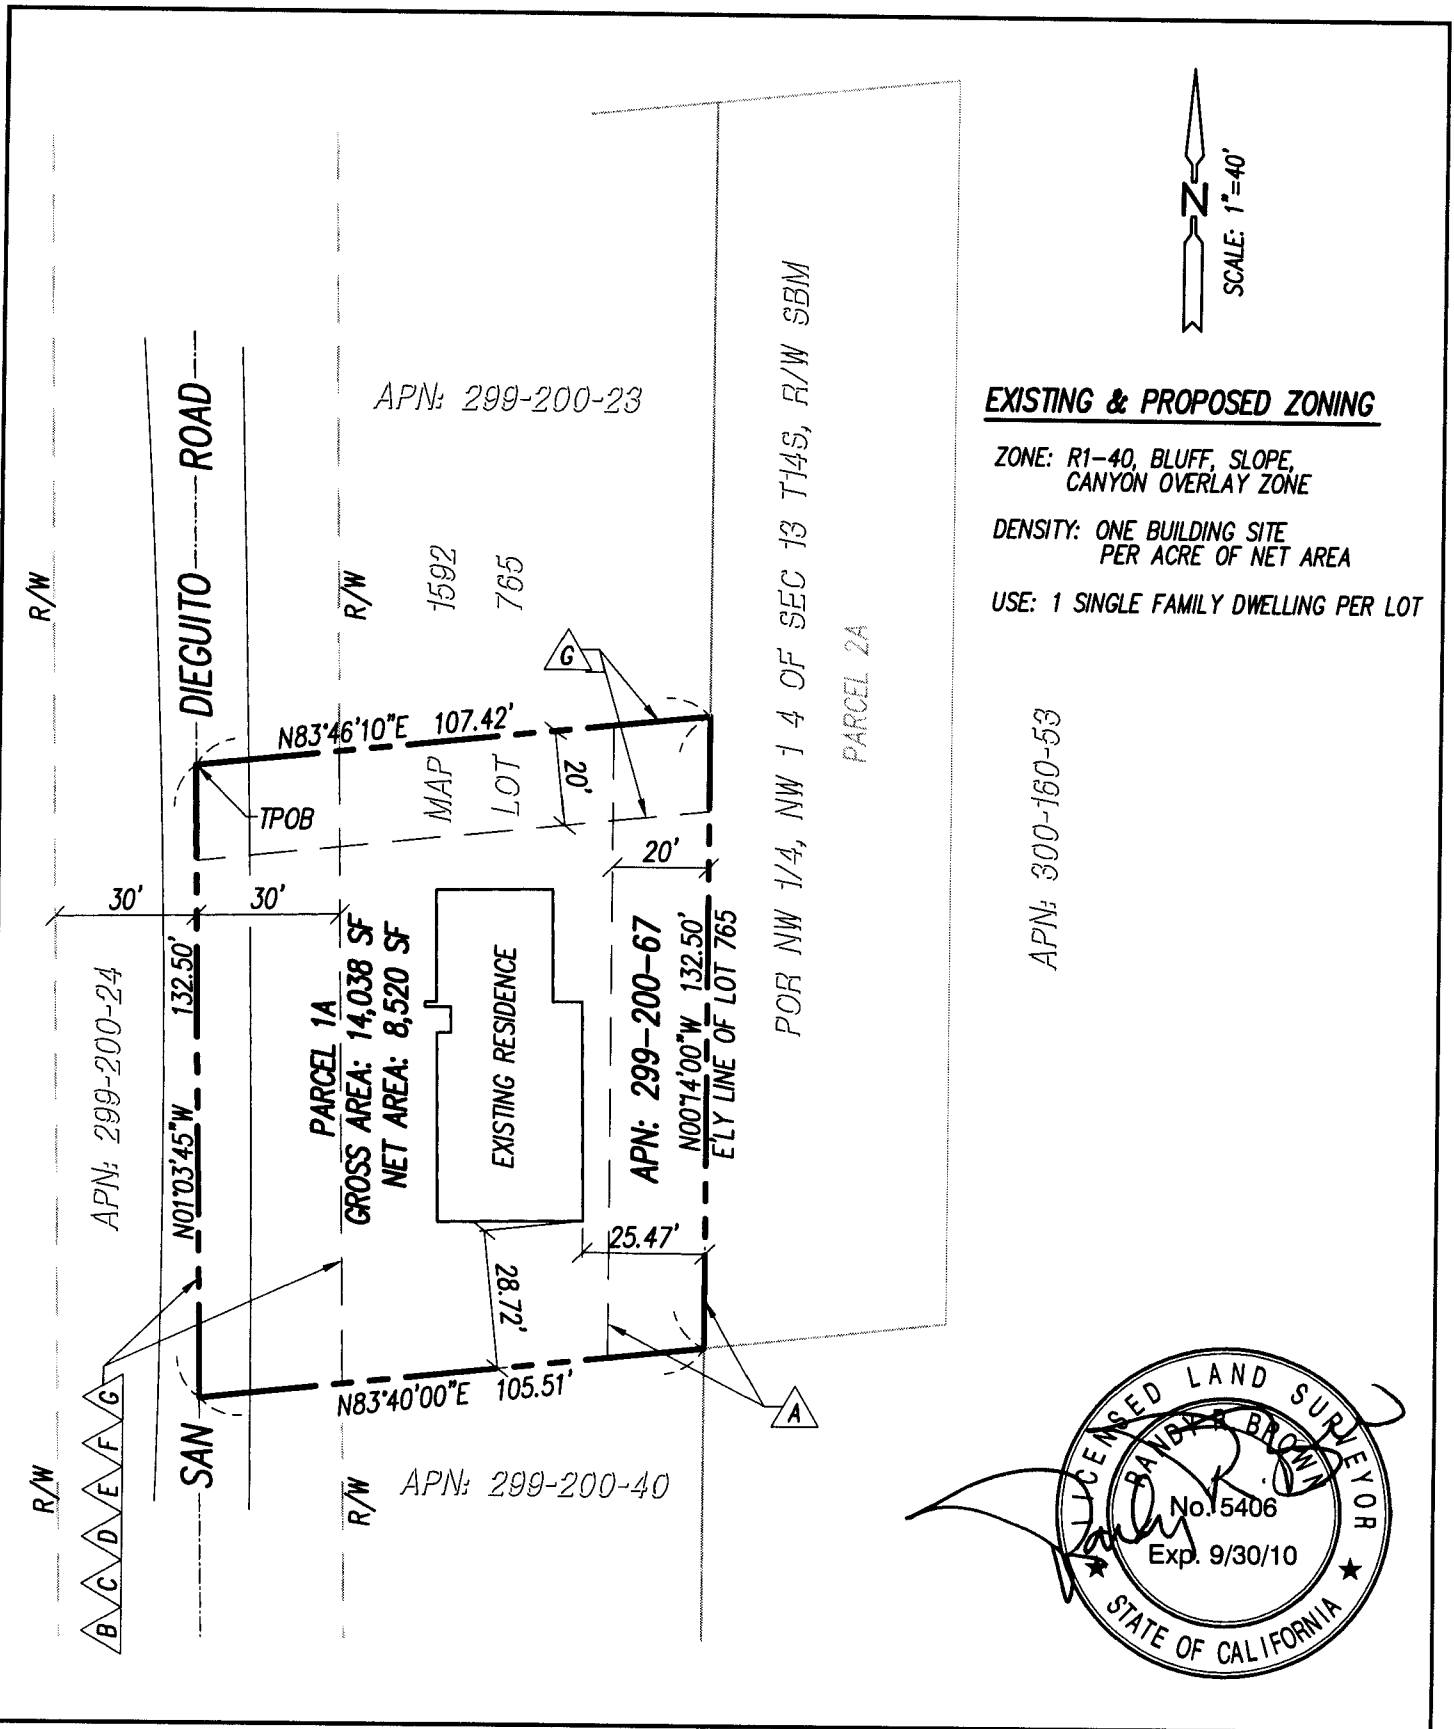 N
SCALE: 1"=40'
EXISTING & PROPOSED ZONING
ZONE: R1-40, BLUFF, SLOPE,
CANYON OVERLAY ZONE
DENSITY: ONE BUILDING SITE
PER ACRE OF NET AREA
USE: 1 SINGLE FAMILY DWELLING PER LOT
APN: 299-200-23
SAN DIEGUITO ROAD
R/W
R/W
MAP 1592
LOT 765
POR NW 1/4, NW 1 4 OF SEC 13 T14S, R/W SBM
PARCEL 2A
APN: 300-160-53
G
N83°46'10"E 107.42'
20'
TPOB
20'
30'
30'
APN: 299-200-24
N01°03'45"W 132.50'
PARCEL 1A
GROSS AREA: 14,038 SF
NET AREA: 8,520 SF
EXISTING RESIDENCE
APN: 299-200-67
N00°14'00"W 132.50'
E'LY LINE OF LOT 765
25.47'
28.72'
N83°40'00"E 105.51'
A
B C D E F G
R/W
R/W
APN: 299-200-40
LICENSED LAND SURVEYOR
RANDY R. BROWN
No. 5406
Exp. 9/30/10
STATE OF CALIFORNIA